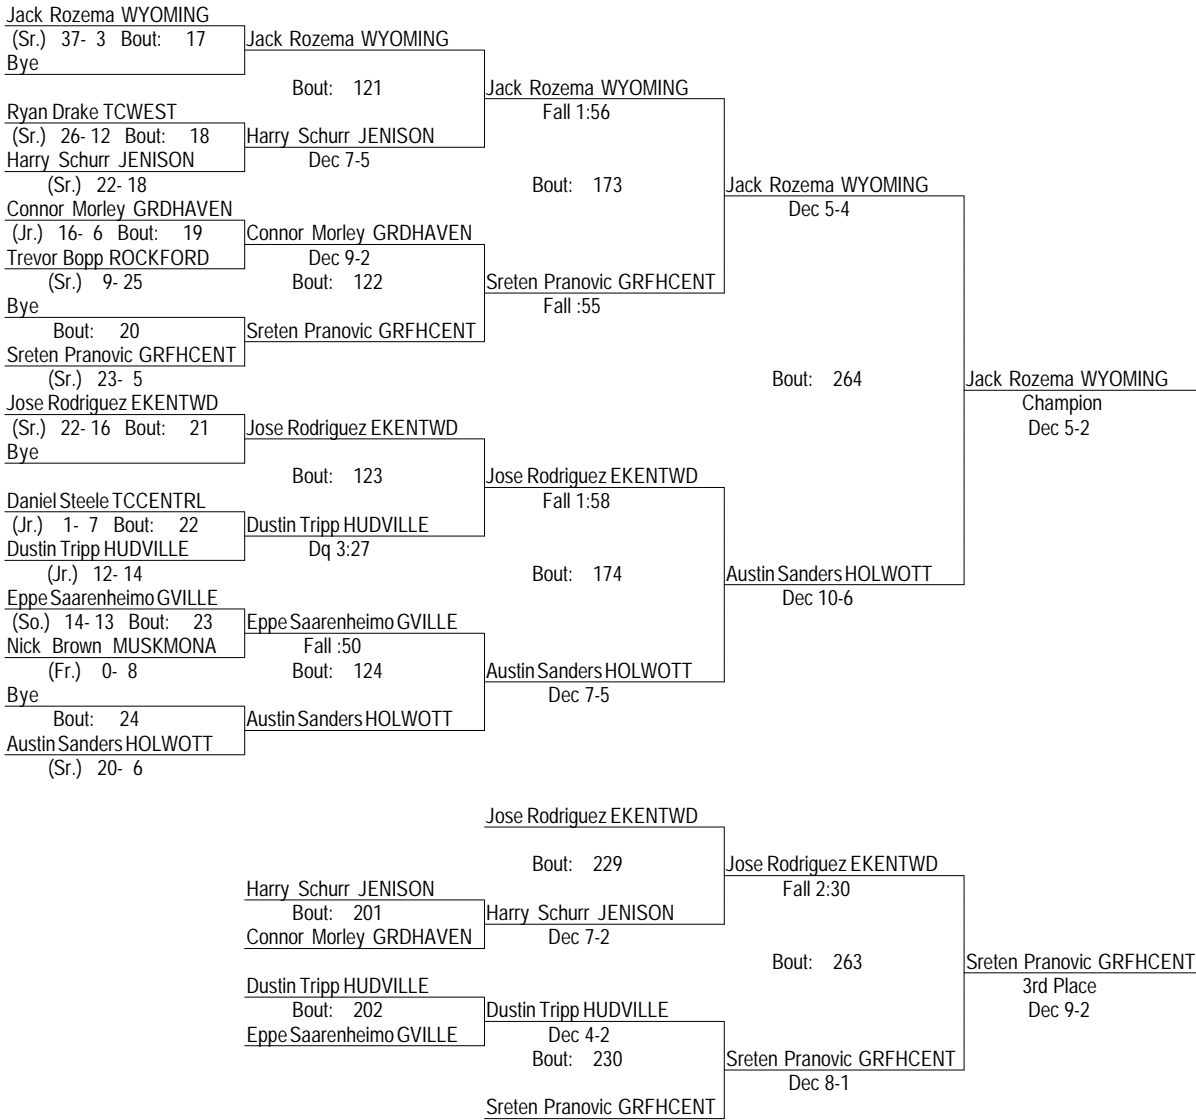 Jack Rozema WYOMING
(Sr.) 37- 3 Bout: 17
Jack Rozema WYOMING
Bye
Bout: 121
Jack Rozema WYOMING
Ryan Drake TCWEST
Fall 1:56
(Sr.) 26- 12 Bout: 18
Harry Schurr JENISON
Harry Schurr JENISON
Dec 7-5
(Sr.) 22- 18
Bout: 173
Jack Rozema WYOMING
Connor Morley GRDHAVEN
Dec 5-4
(Jr.) 16- 6 Bout: 19
Connor Morley GRDHAVEN
Trevor Bopp ROCKFORD
Dec 9-2
(Sr.) 9- 25
Bout: 122
Sreten Pranovic GRFHCENT
Bye
Fall :55
Bout: 20
Sreten Pranovic GRFHCENT
Sreten Pranovic GRFHCENT
(Sr.) 23- 5
Bout: 264
Jack Rozema WYOMING
Jose Rodriguez EKENTWD
Champion
(Sr.) 22- 16 Bout: 21
Jose Rodriguez EKENTWD
Dec 5-2
Bye
Bout: 123
Jose Rodriguez EKENTWD
Daniel Steele TCCENTRL
Fall 1:58
(Jr.) 1- 7 Bout: 22
Dustin Tripp HUDVILLE
Dustin Tripp HUDVILLE
Dq 3:27
(Jr.) 12- 14
Bout: 174
Austin Sanders HOLWOTT
Eppe Saarenheimo GVILLE
Dec 10-6
(So.) 14- 13 Bout: 23
Eppe Saarenheimo GVILLE
Nick Brown MUSKMONA
Fall :50
(Fr.) 0- 8
Bout: 124
Austin Sanders HOLWOTT
Bye
Dec 7-5
Bout: 24
Austin Sanders HOLWOTT
Austin Sanders HOLWOTT
(Sr.) 20- 6
Jose Rodriguez EKENTWD
Bout: 229
Jose Rodriguez EKENTWD
Harry Schurr JENISON
Fall 2:30
Bout: 201
Harry Schurr JENISON
Connor Morley GRDHAVEN
Dec 7-2
Bout: 263
Sreten Pranovic GRFHCENT
Dustin Tripp HUDVILLE
3rd Place
Bout: 202
Dustin Tripp HUDVILLE
Dec 9-2
Eppe Saarenheimo GVILLE
Dec 4-2
Bout: 230
Sreten Pranovic GRFHCENT
Dec 8-1
Sreten Pranovic GRFHCENT